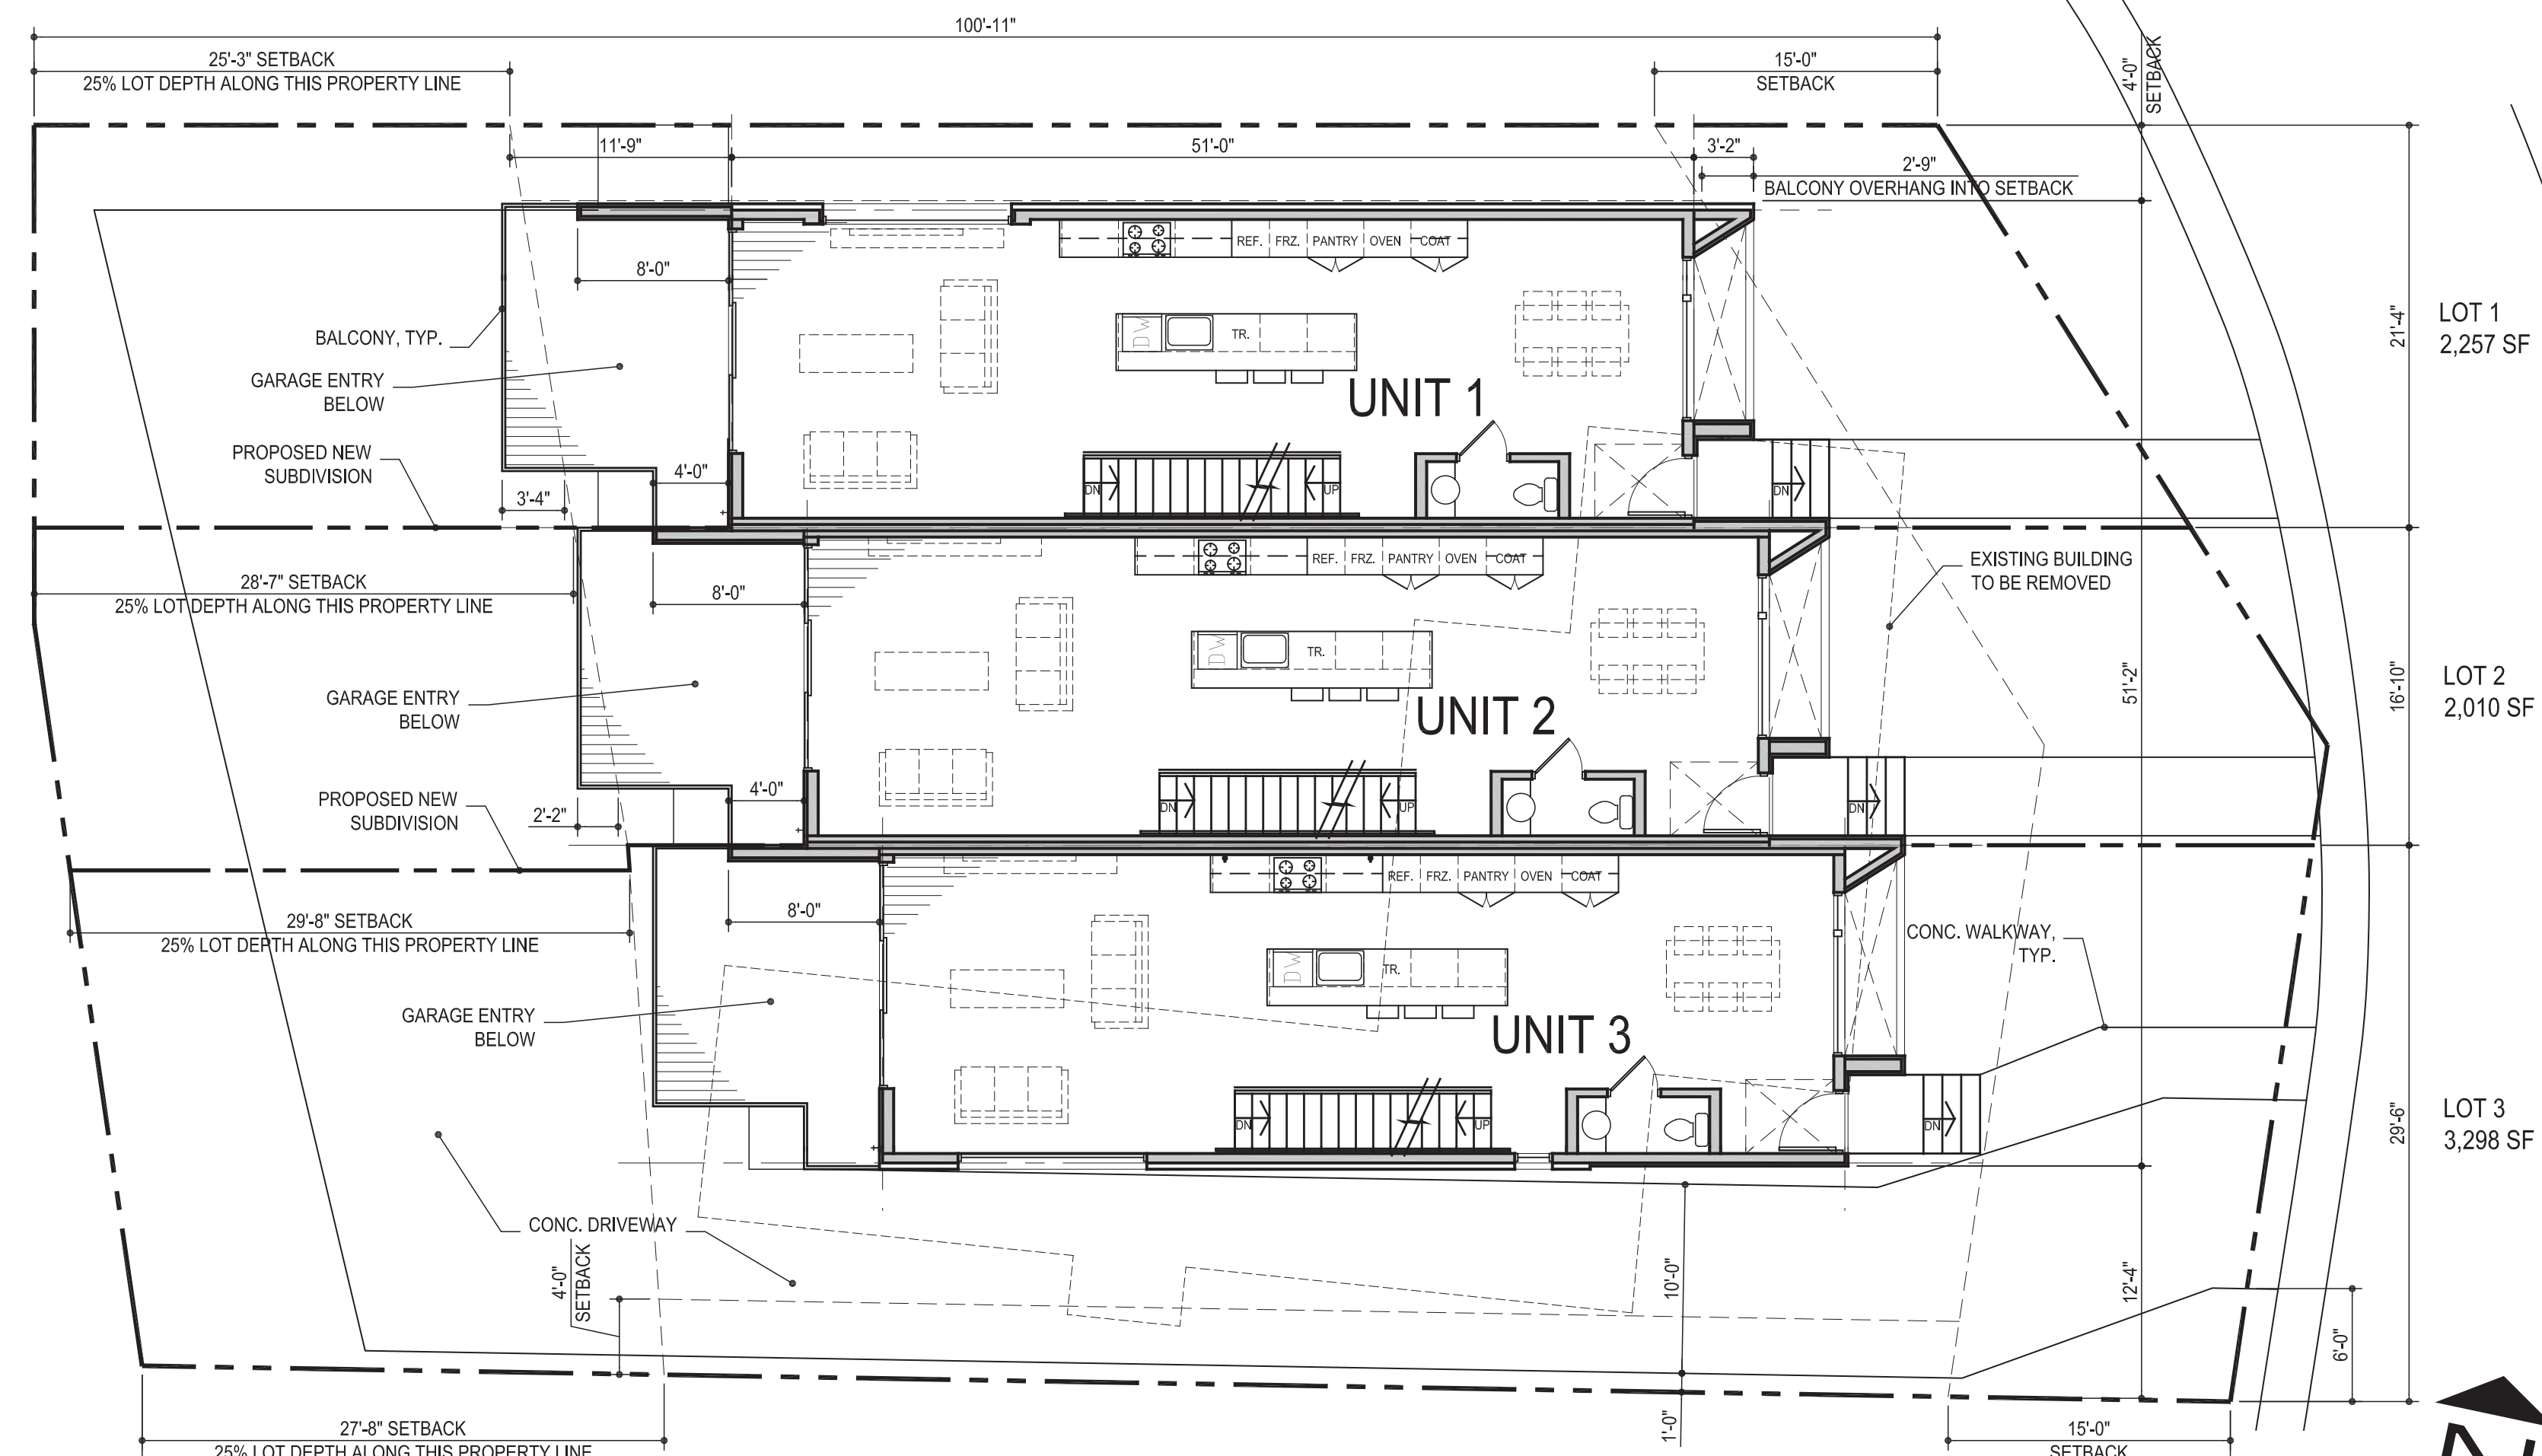 100'-11"
25'-3" SETBACK
25% LOT DEPTH ALONG THIS PROPERTY LINE
15'-0"
SETBACK
4'-0"
SETBACK
11'-9"
51'-0"
3'-2"
2'-9"
BALCONY OVERHANG INTO SETBACK
REF.
FRZ.
PANTRY
OVEN
COAT
8'-0"
BALCONY, TYP.
GARAGE ENTRY
BELOW
DW
TR.
UNIT 1
21'-4"
LOT 1
2,257 SF
PROPOSED NEW
SUBDIVISION
4'-0"
3'-4"
DN
UP
DN
28'-7" SETBACK
25% LOT DEPTH ALONG THIS PROPERTY LINE
8'-0"
REF.
FRZ.
PANTRY
OVEN
COAT
EXISTING BUILDING
TO BE REMOVED
GARAGE ENTRY
BELOW
DW
TR.
UNIT 2
51'-2"
16'-10"
LOT 2
2,010 SF
PROPOSED NEW
SUBDIVISION
2'-2"
4'-0"
DN
UP
DN
29'-8" SETBACK
25% LOT DEPTH ALONG THIS PROPERTY LINE
8'-0"
REF.
FRZ.
PANTRY
OVEN
COAT
CONC. WALKWAY,
TYP.
GARAGE ENTRY
BELOW
DW
TR.
UNIT 3
DN
UP
DN
29'-6"
LOT 3
3,298 SF
CONC. DRIVEWAY
4'-0"
SETBACK
10'-0"
12'-4"
6'-0"
1'-0"
27'-8" SETBACK
25% LOT DEPTH ALONG THIS PROPERTY LINE
15'-0"
SETBACK
N